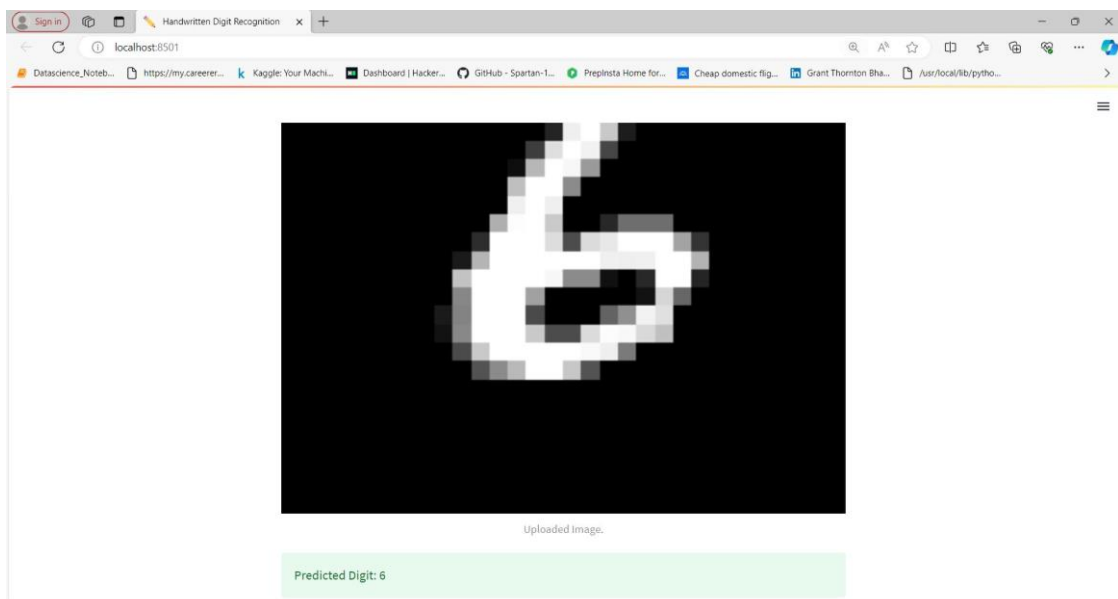 Sign in
Handwritten Digit Recognition
localhost:8501
Datascience_Noteb... https://my.careerer... Kaggle: Your Machi... Dashboard | Hacker... GitHub - Spartan-1... PrepInsta Home for... Cheap domestic flig... Grant Thornton Bha... /usr/local/lib/pytho...
6
Uploaded Image.
Predicted Digit: 6